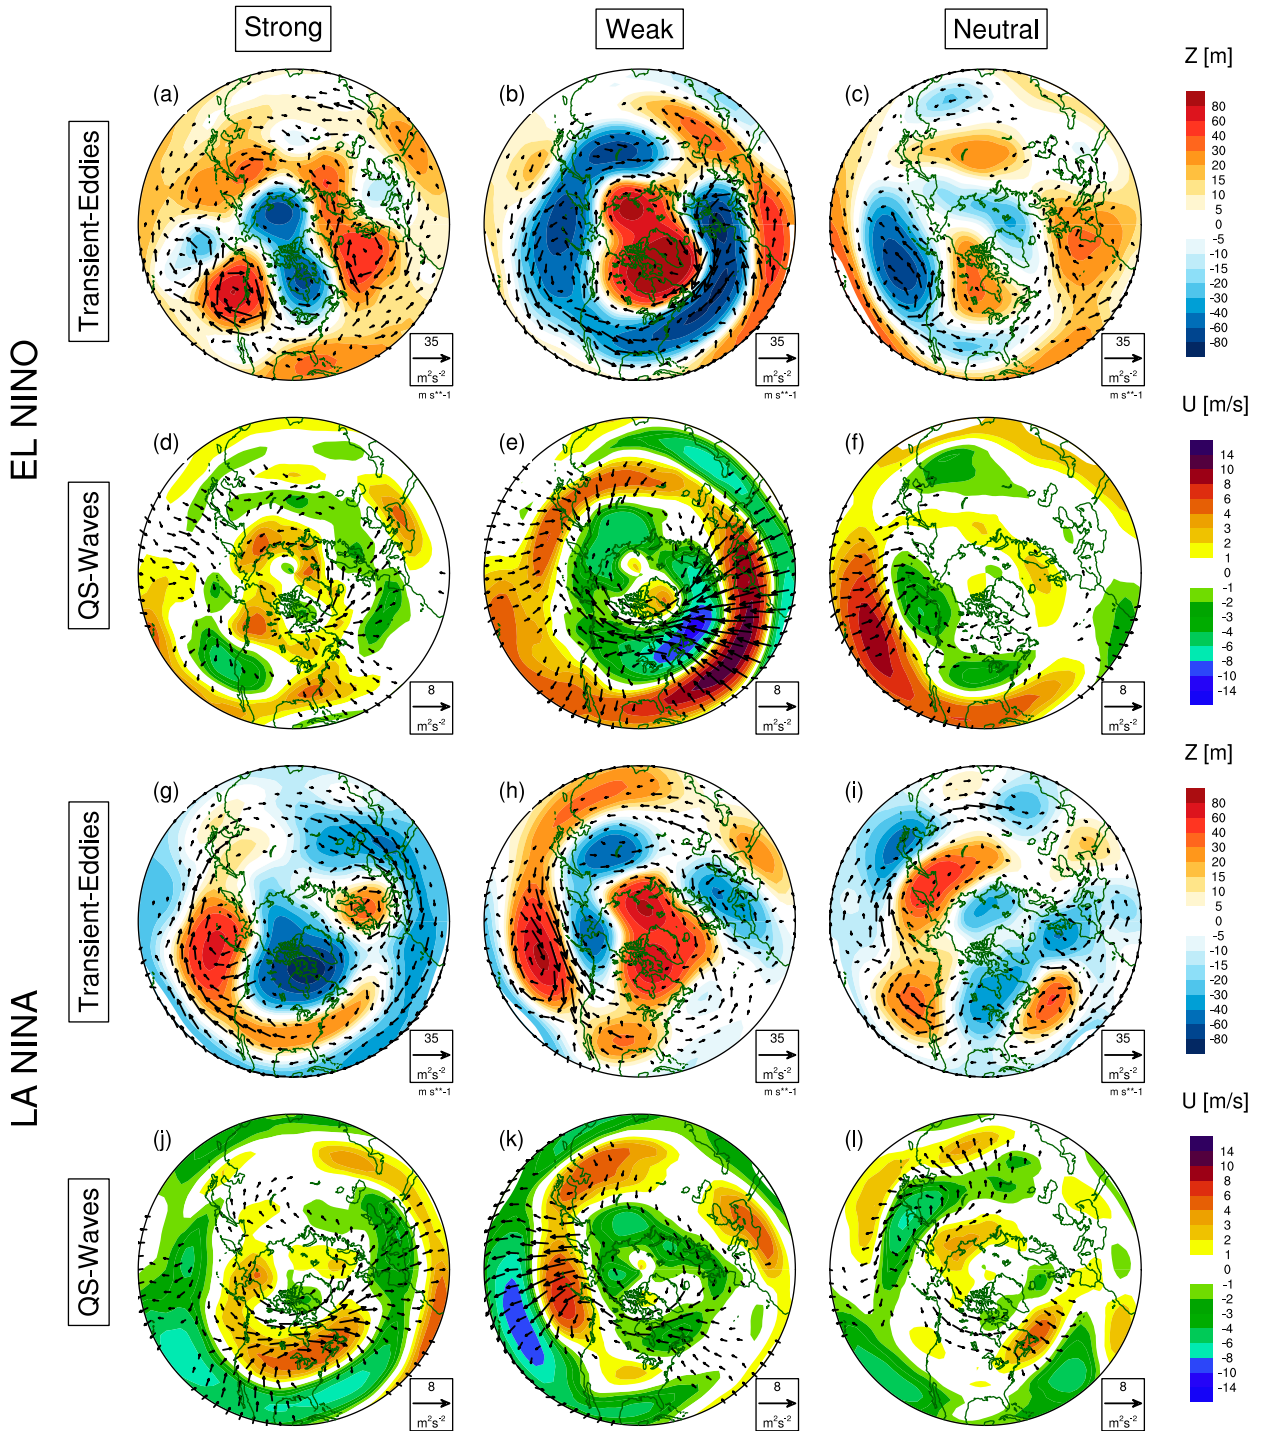 Strong
Weak
Neutral
EL NINO
Transient-Eddies
(a)
35
m²s⁻²
m s**-1
(b)
35
m²s⁻²
(c)
35
m²s⁻²
Z [m]
80
60
40
30
20
15
10
5
0
-5
-10
-15
-20
-30
-40
-60
-80
QS-Waves
(d)
8
m²s⁻²
(e)
8
m²s⁻²
(f)
8
m²s⁻²
U [m/s]
14
10
8
6
4
3
2
1
0
-1
-2
-3
-4
-6
-8
-10
-14
LA NINA
Transient-Eddies
(g)
35
m²s⁻²
m s**-1
(h)
35
m²s⁻²
(i)
35
m²s⁻²
Z [m]
80
60
40
30
20
15
10
5
0
-5
-10
-15
-20
-30
-40
-60
-80
QS-Waves
(j)
8
m²s⁻²
(k)
8
m²s⁻²
(l)
8
m²s⁻²
U [m/s]
14
10
8
6
4
3
2
1
0
-1
-2
-3
-4
-6
-8
-10
-14